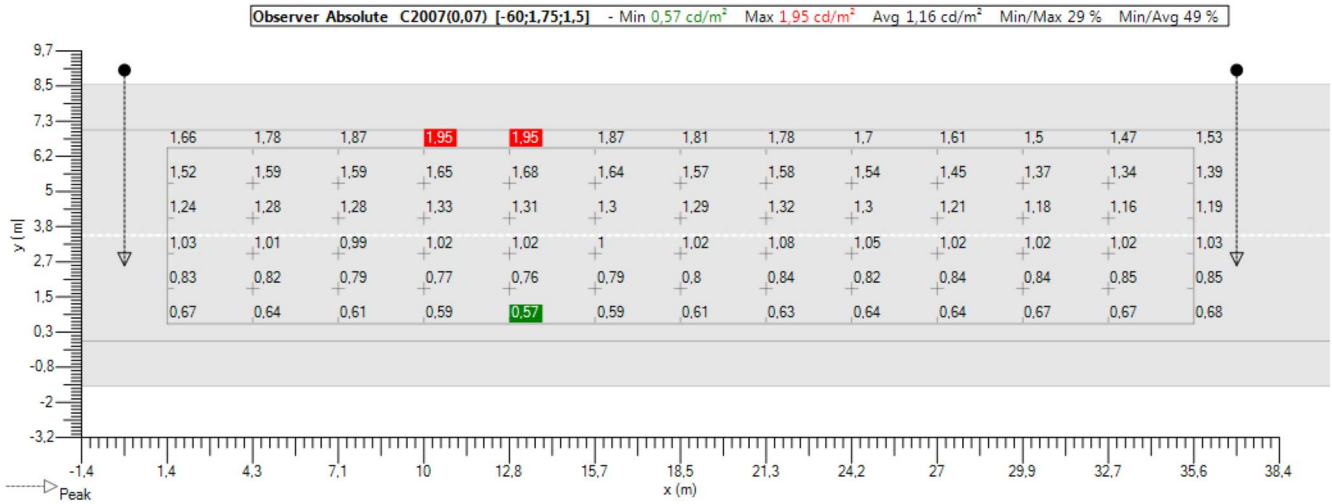 Observer Absolute C2007(0,07) [-60;1,75;1,5] - Min 0,57 cd/m² Max 1,95 cd/m² Avg 1,16 cd/m² Min/Max 29 % Min/Avg 49 %
9,7
8,5
7,3
1,66 1,78 1,87 1,95 1,95 1,87 1,81 1,78 1,7 1,61 1,5 1,47 1,53
6,2
1,52 1,59 1,59 1,65 1,68 1,64 1,57 1,58 1,54 1,45 1,37 1,34 1,39
5
1,24 1,28 1,28 1,33 1,31 1,3 1,29 1,32 1,3 1,21 1,18 1,16 1,19
3,8
y (m)
1,03 1,01 0,99 1,02 1,02 1 1,02 1,08 1,05 1,02 1,02 1,02 1,03
2,7
0,83 0,82 0,79 0,77 0,76 0,79 0,8 0,84 0,82 0,84 0,84 0,85 0,85
1,5
0,67 0,64 0,61 0,59 0,57 0,59 0,61 0,63 0,64 0,64 0,67 0,67 0,68
0,3
-0,8
-2
-3,2
-1,4 1,4 4,3 7,1 10 12,8 15,7 18,5 21,3 24,2 27 29,9 32,7 35,6 38,4
x (m)
Peak